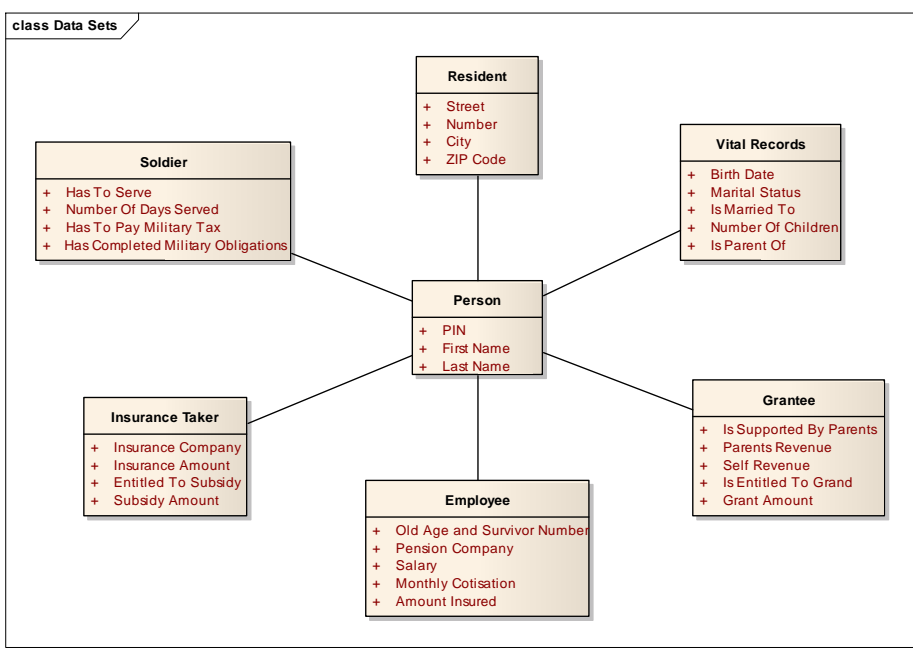 class Data Sets
Resident
+ Street
+ Number
+ City
+ ZIP Code
Soldier
+ Has To Serve
+ Number Of Days Served
+ Has To Pay Military Tax
+ Has Completed Military Obligations
Vital Records
+ Birth Date
+ Marital Status
+ Is Married To
+ Number Of Children
+ Is Parent Of
Person
+ PIN
+ First Name
+ Last Name
Insurance Taker
+ Insurance Company
+ Insurance Amount
+ Entitled To Subsidy
+ Subsidy Amount
Employee
+ Old Age and Survivor Number
+ Pension Company
+ Salary
+ Monthly Cotisation
+ Amount Insured
Grantee
+ Is Supported By Parents
+ Parents Revenue
+ Self Revenue
+ Is Entitled To Grand
+ Grant Amount